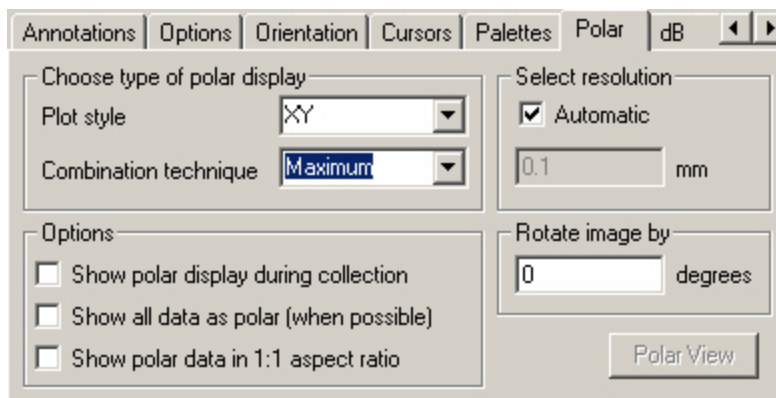 Annotations Options Orientation Cursors Palettes Polar dB
Choose type of polar display
Plot style XY
Combination technique Maximum
Select resolution
Automatic
0.1 mm
Options
Show polar display during collection
Show all data as polar (when possible)
Show polar data in 1:1 aspect ratio
Rotate image by
0 degrees
Polar View